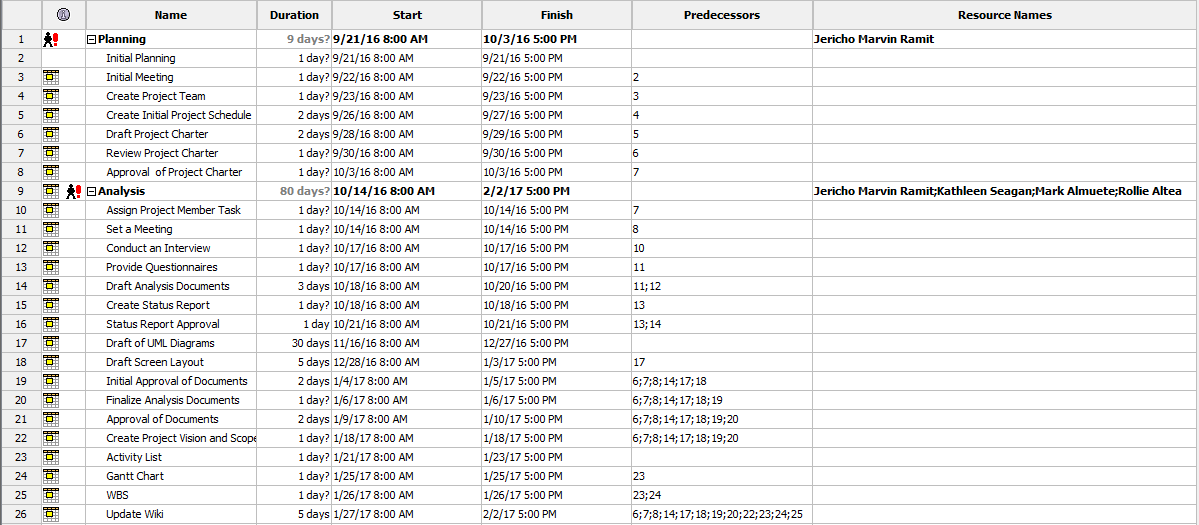 Name Duration Start Finish Predecessors Resource Names
1 Planning 9 days? 9/21/16 8:00 AM 10/3/16 5:00 PM Jericho Marvin Ramit
2 Initial Planning 1 day? 9/21/16 8:00 AM 9/21/16 5:00 PM
3 Initial Meeting 1 day? 9/22/16 8:00 AM 9/22/16 5:00 PM 2
4 Create Project Team 1 day? 9/23/16 8:00 AM 9/23/16 5:00 PM 3
5 Create Initial Project Schedule 2 days 9/26/16 8:00 AM 9/27/16 5:00 PM 4
6 Draft Project Charter 2 days 9/28/16 8:00 AM 9/29/16 5:00 PM 5
7 Review Project Charter 1 day? 9/30/16 8:00 AM 9/30/16 5:00 PM 6
8 Approval of Project Charter 1 day? 10/3/16 8:00 AM 10/3/16 5:00 PM 7
9 Analysis 80 days? 10/14/16 8:00 AM 2/2/17 5:00 PM Jericho Marvin Ramit;Kathleen Seagan;Mark Almuete;Rollie Altea
10 Assign Project Member Task 1 day? 10/14/16 8:00 AM 10/14/16 5:00 PM 7
11 Set a Meeting 1 day? 10/14/16 8:00 AM 10/14/16 5:00 PM 8
12 Conduct an Interview 1 day? 10/17/16 8:00 AM 10/17/16 5:00 PM 10
13 Provide Questionnaires 1 day? 10/17/16 8:00 AM 10/17/16 5:00 PM 11
14 Draft Analysis Documents 3 days 10/18/16 8:00 AM 10/20/16 5:00 PM 11;12
15 Create Status Report 1 day? 10/18/16 8:00 AM 10/18/16 5:00 PM 13
16 Status Report Approval 1 day 10/21/16 8:00 AM 10/21/16 5:00 PM 13;14
17 Draft of UML Diagrams 30 days 11/16/16 8:00 AM 12/27/16 5:00 PM
18 Draft Screen Layout 5 days 12/28/16 8:00 AM 1/3/17 5:00 PM 17
19 Initial Approval of Documents 2 days 1/4/17 8:00 AM 1/5/17 5:00 PM 6;7;8;14;17;18
20 Finalize Analysis Documents 1 day? 1/6/17 8:00 AM 1/6/17 5:00 PM 6;7;8;14;17;18;19
21 Approval of Documents 2 days 1/9/17 8:00 AM 1/10/17 5:00 PM 6;7;8;14;17;18;19;20
22 Create Project Vision and Scope 1 day? 1/18/17 8:00 AM 1/18/17 5:00 PM 6;7;8;14;17;18;19;20
23 Activity List 1 day? 1/21/17 8:00 AM 1/23/17 5:00 PM
24 Gantt Chart 1 day? 1/25/17 8:00 AM 1/25/17 5:00 PM 23
25 WBS 1 day? 1/26/17 8:00 AM 1/26/17 5:00 PM 23;24
26 Update Wiki 5 days 1/27/17 8:00 AM 2/2/17 5:00 PM 6;7;8;14;17;18;19;20;22;23;24;25